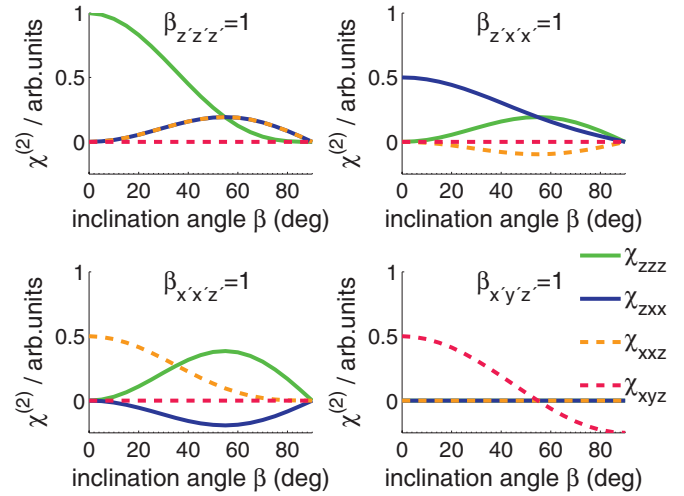 β z′z′z′=1
β z′x′x′=1
χ(2) / arb.units
1
0.5
0
0 20 40 60 80
inclination angle β (deg)
χ(2) / arb.units
1
0.5
0
0 20 40 60 80
inclination angle β (deg)
β x′x′z′=1
β x′y′z′=1
χ(2) / arb.units
1
0.5
0
0 20 40 60 80
inclination angle β (deg)
χ(2) / arb.units
1
0.5
0
0 20 40 60 80
inclination angle β (deg)
χzzz
χzxx
χxxz
χxyz